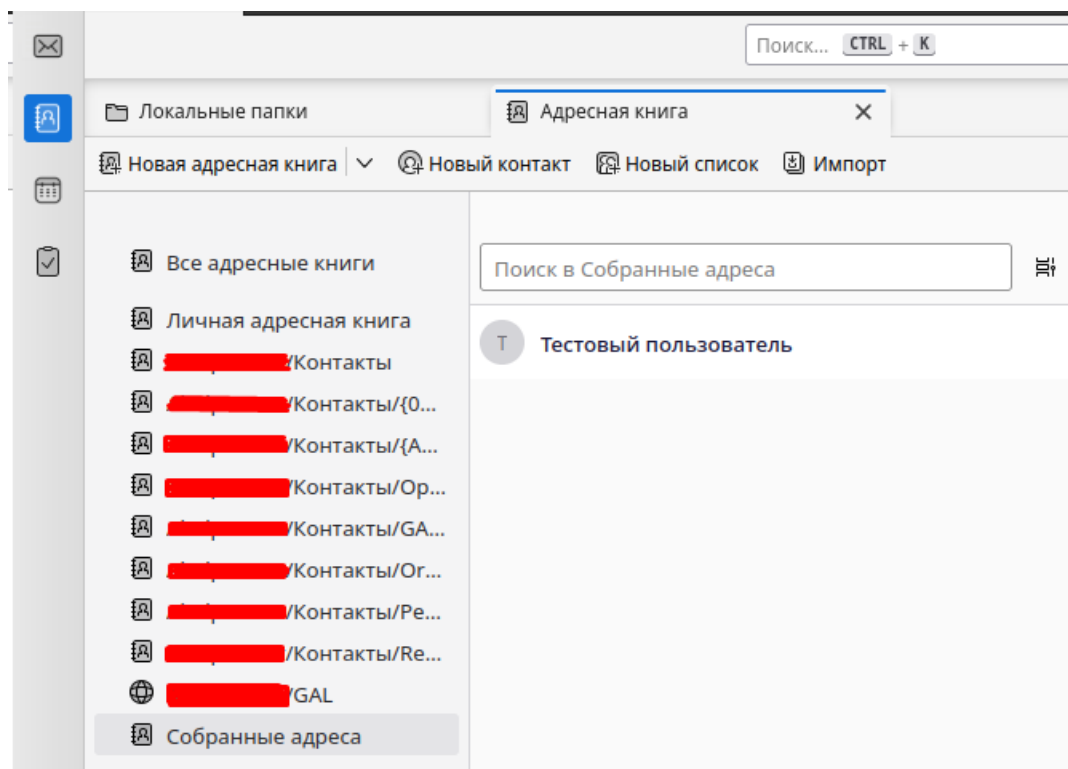 Поиск... CTRL + K
Локальные папки
Адресная книга
Новая адресная книга Новый контакт Новый список Импорт
Все адресные книги
Поиск в Собранные адреса
Личная адресная книга
Т Тестовый пользователь
/Контакты
/Контакты/{0...
/Контакты/{A...
/Контакты/Op...
/Контакты/GA...
/Контакты/Or...
/Контакты/Pe...
/Контакты/Re...
/GAL
Собранные адреса